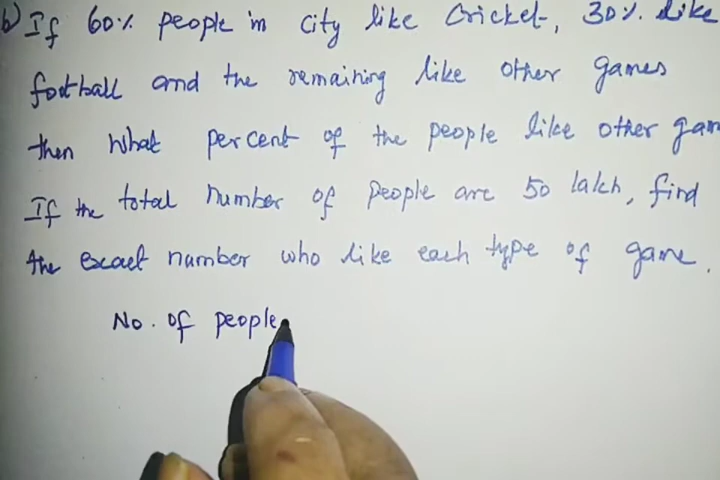 b) If 60% people in city like Cricket, 30% like
football and the remaining like other games
then what percent of the people like other gam
If the total number of people are 50 lakh, find
the exact number who like each type of game.
No. of people